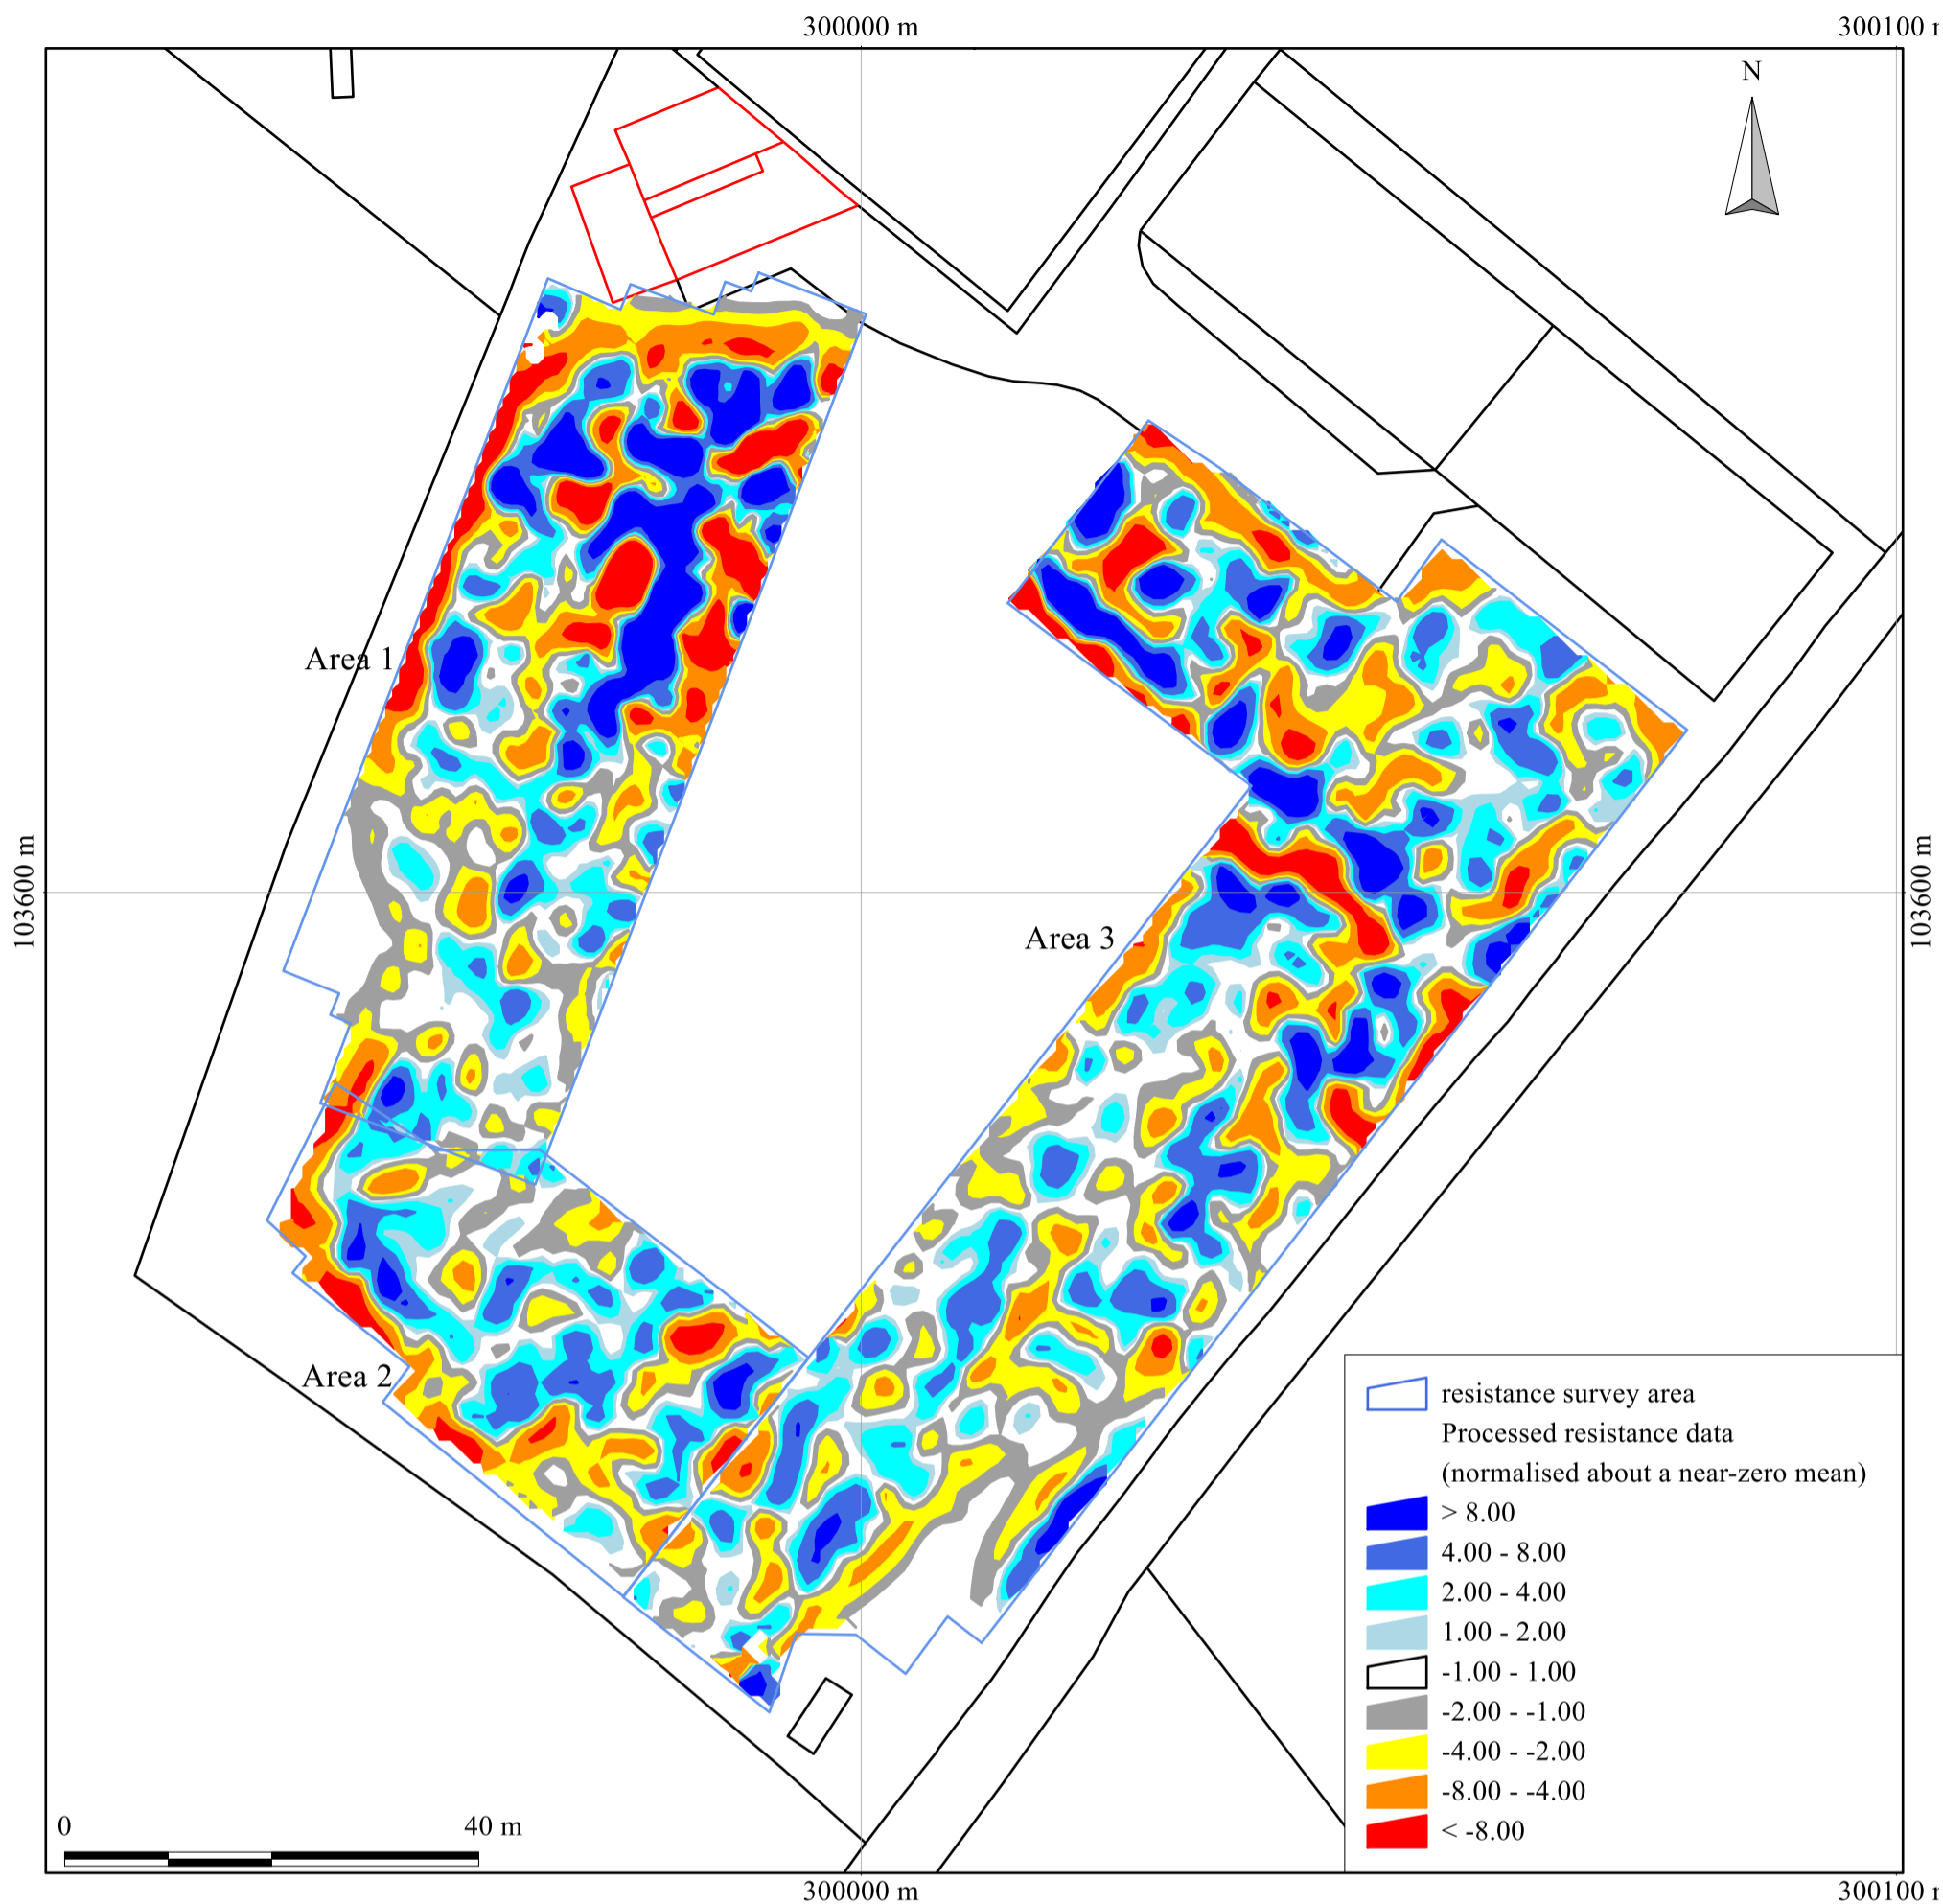 300000 m
300100 m
N
Area 1
103600 m
103600 m
Area 3
Area 2
resistance survey area
Processed resistance data
(normalised about a near-zero mean)
> 8.00
4.00 - 8.00
2.00 - 4.00
1.00 - 2.00
-1.00 - 1.00
-2.00 - -1.00
-4.00 - -2.00
-8.00 - -4.00
< -8.00
0
40 m
300000 m
300100 m